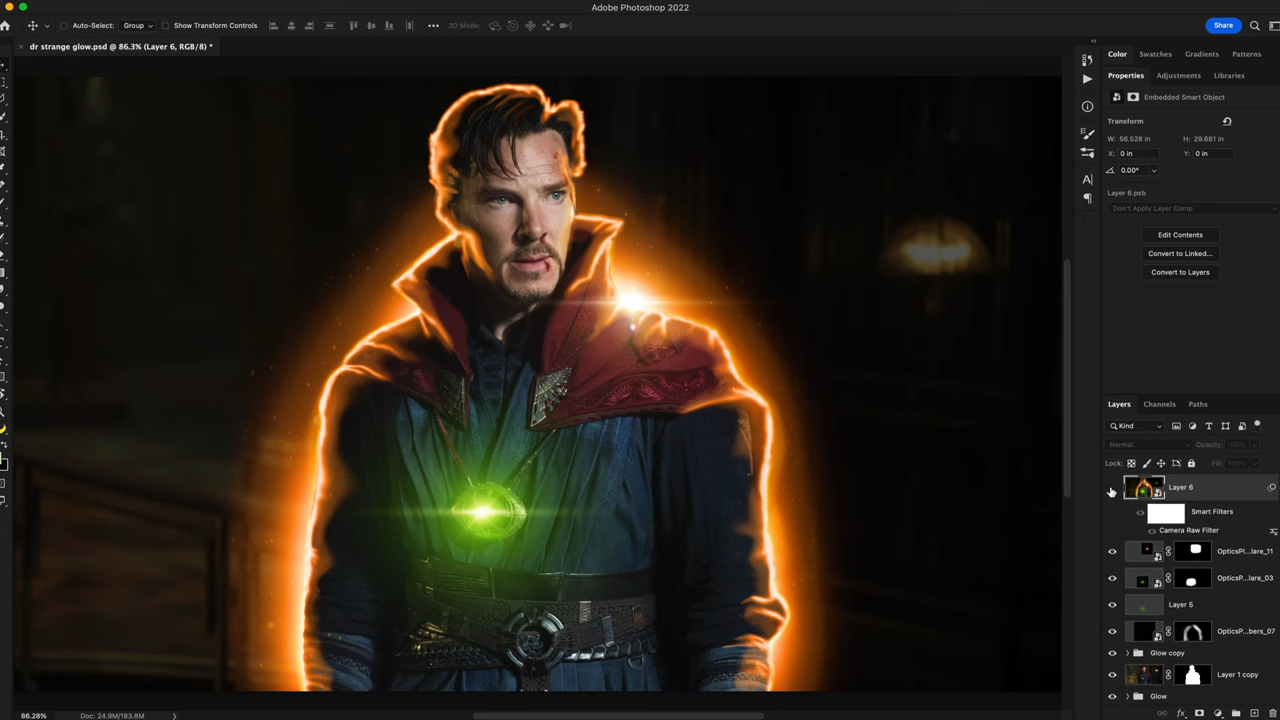 Adobe Photoshop 2022
Auto-Select: Group Show Transform Controls 3D Mode: Share
× dr strange glow.psd @ 86.3% (Layer 6, RGB/8) *
Color Swatches Gradients Patterns
Properties Adjustments Libraries
Embedded Smart Object
Transform
W: 56.528 in H: 29.681 in
X: 0 in Y: 0 in
0.00°
Layer 6.psb
Don't Apply Layer Comp
Edit Contents
Convert to Linked...
Convert to Layers
Layers Channels Paths
Kind
Normal Opacity: 100%
Lock: Fill: 100%
Layer 6
Smart Filters
Camera Raw Filter
OpticsPl...lare_11
OpticsP...lare_03
Layer 5
OpticsP...bers_07
Glow copy
Layer 1 copy
Glow
fx
86.28% Doc: 24.9M/183.8M